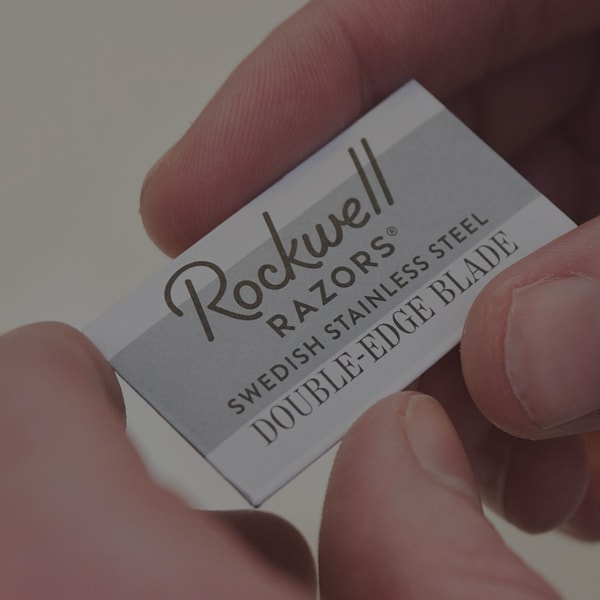 Rockwell
RAZORS®
SWEDISH STAINLESS STEEL
DOUBLE-EDGE BLADE